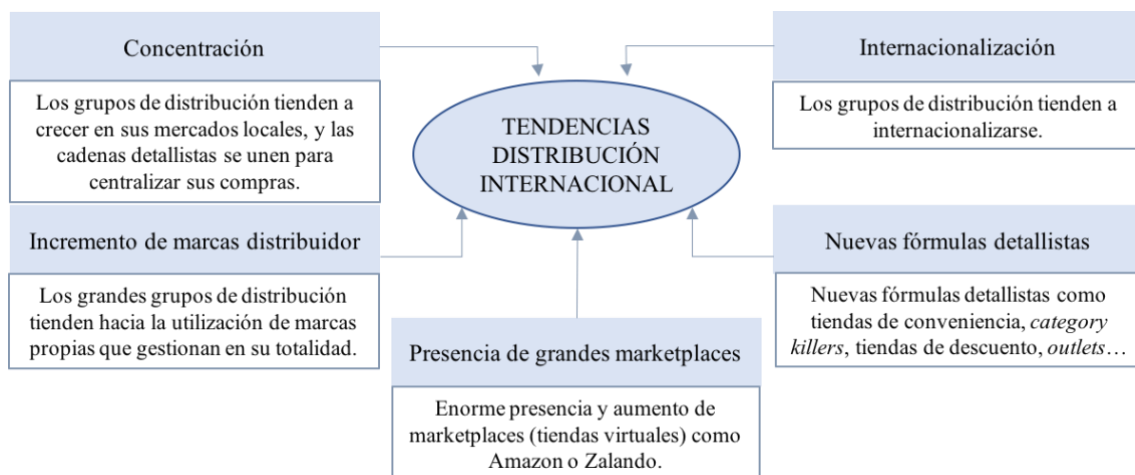 Concentración
Los grupos de distribución tienden a
crecer en sus mercados locales, y las
cadenas detallistas se unen para
centralizar sus compras.
Internacionalización
Los grupos de distribución tienden a
internacionalizarse.
TENDENCIAS
DISTRIBUCIÓN
INTERNACIONAL
Incremento de marcas distribuidor
Los grandes grupos de distribución
tienden hacia la utilización de marcas
propias que gestionan en su totalidad.
Nuevas fórmulas detallistas
Nuevas fórmulas detallistas como
tiendas de conveniencia, category
killers, tiendas de descuento, outlets…
Presencia de grandes marketplaces
Enorme presencia y aumento de
marketplaces (tiendas virtuales) como
Amazon o Zalando.